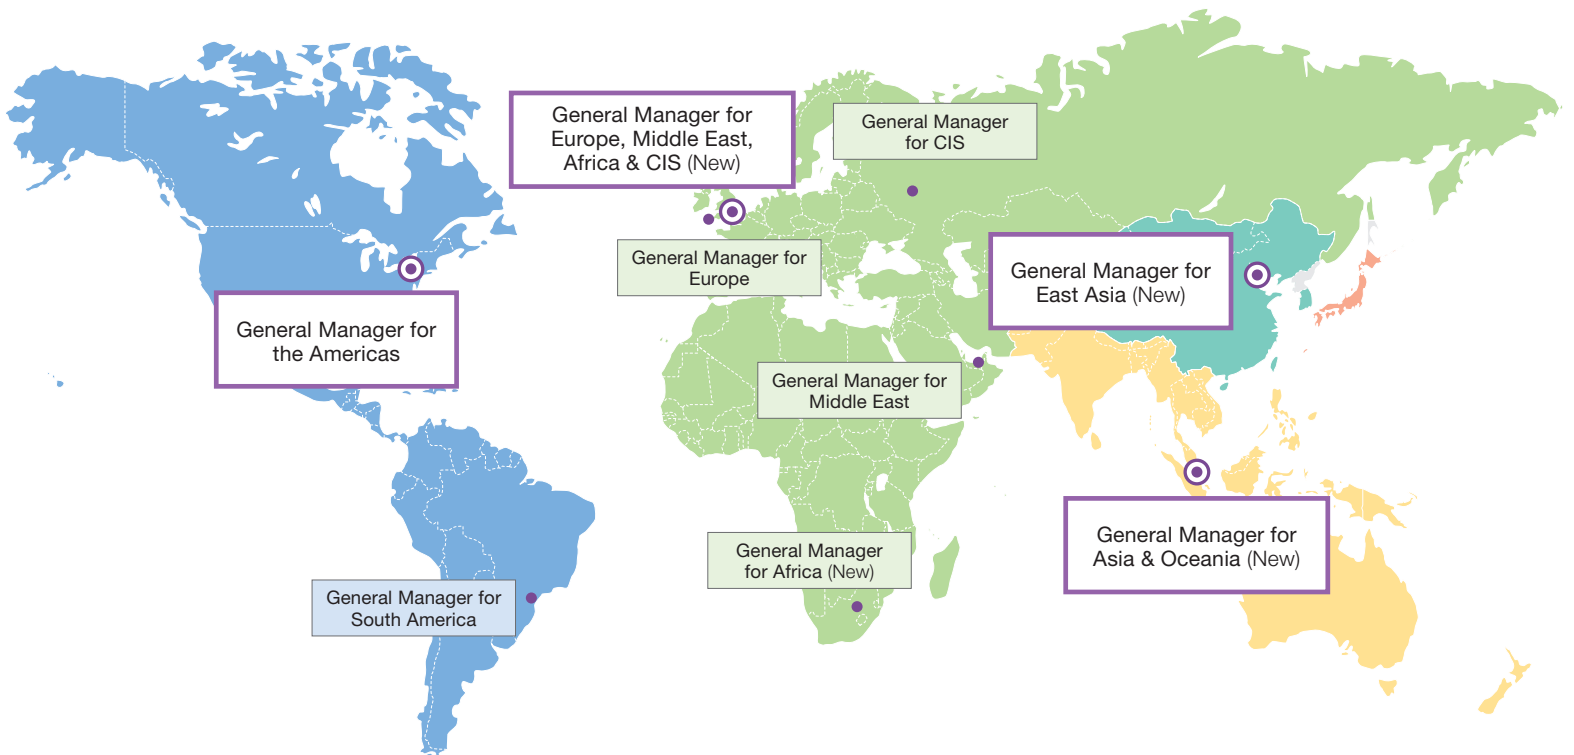 General Manager for
Europe, Middle East,
Africa & CIS (New)
General Manager
for CIS
General Manager for
Europe
General Manager for
East Asia (New)
General Manager for
the Americas
General Manager for
Middle East
General Manager for
Asia & Oceania (New)
General Manager
for Africa (New)
General Manager for
South America